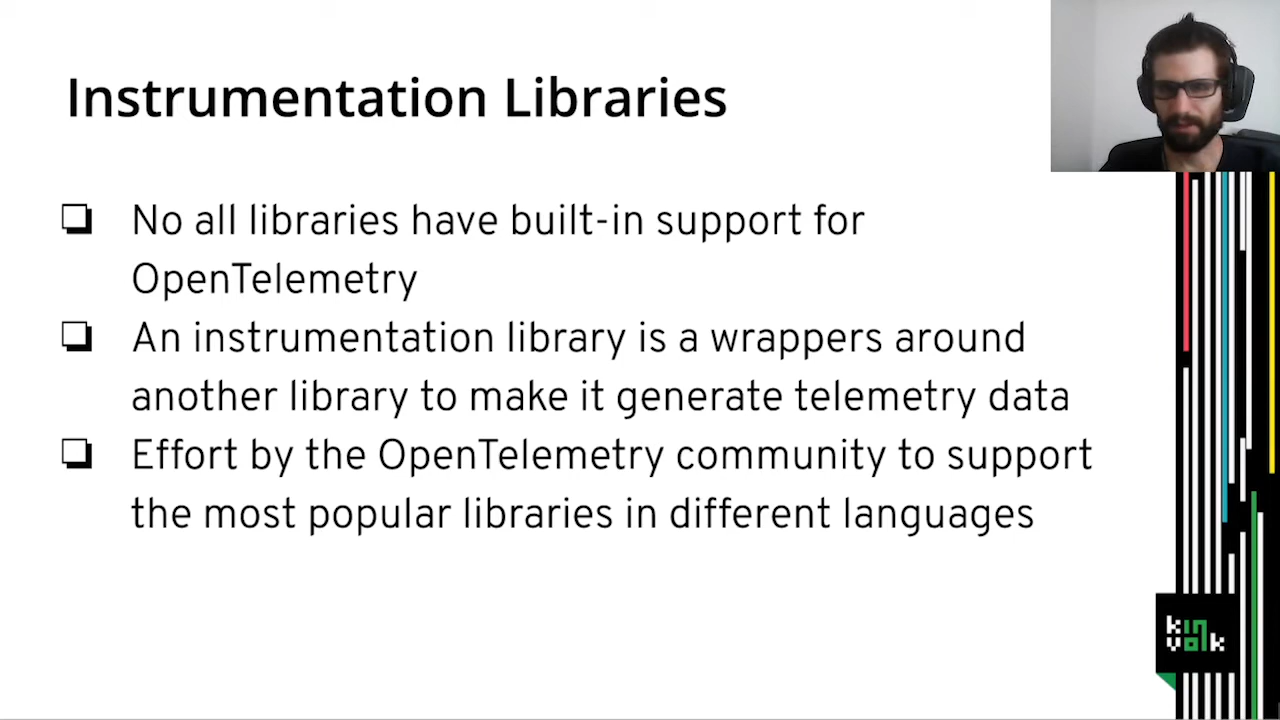 Instrumentation Libraries
No all libraries have built-in support for
OpenTelemetry
An instrumentation library is a wrappers around
another library to make it generate telemetry data
Effort by the OpenTelemetry community to support
the most popular libraries in different languages
kin
volk